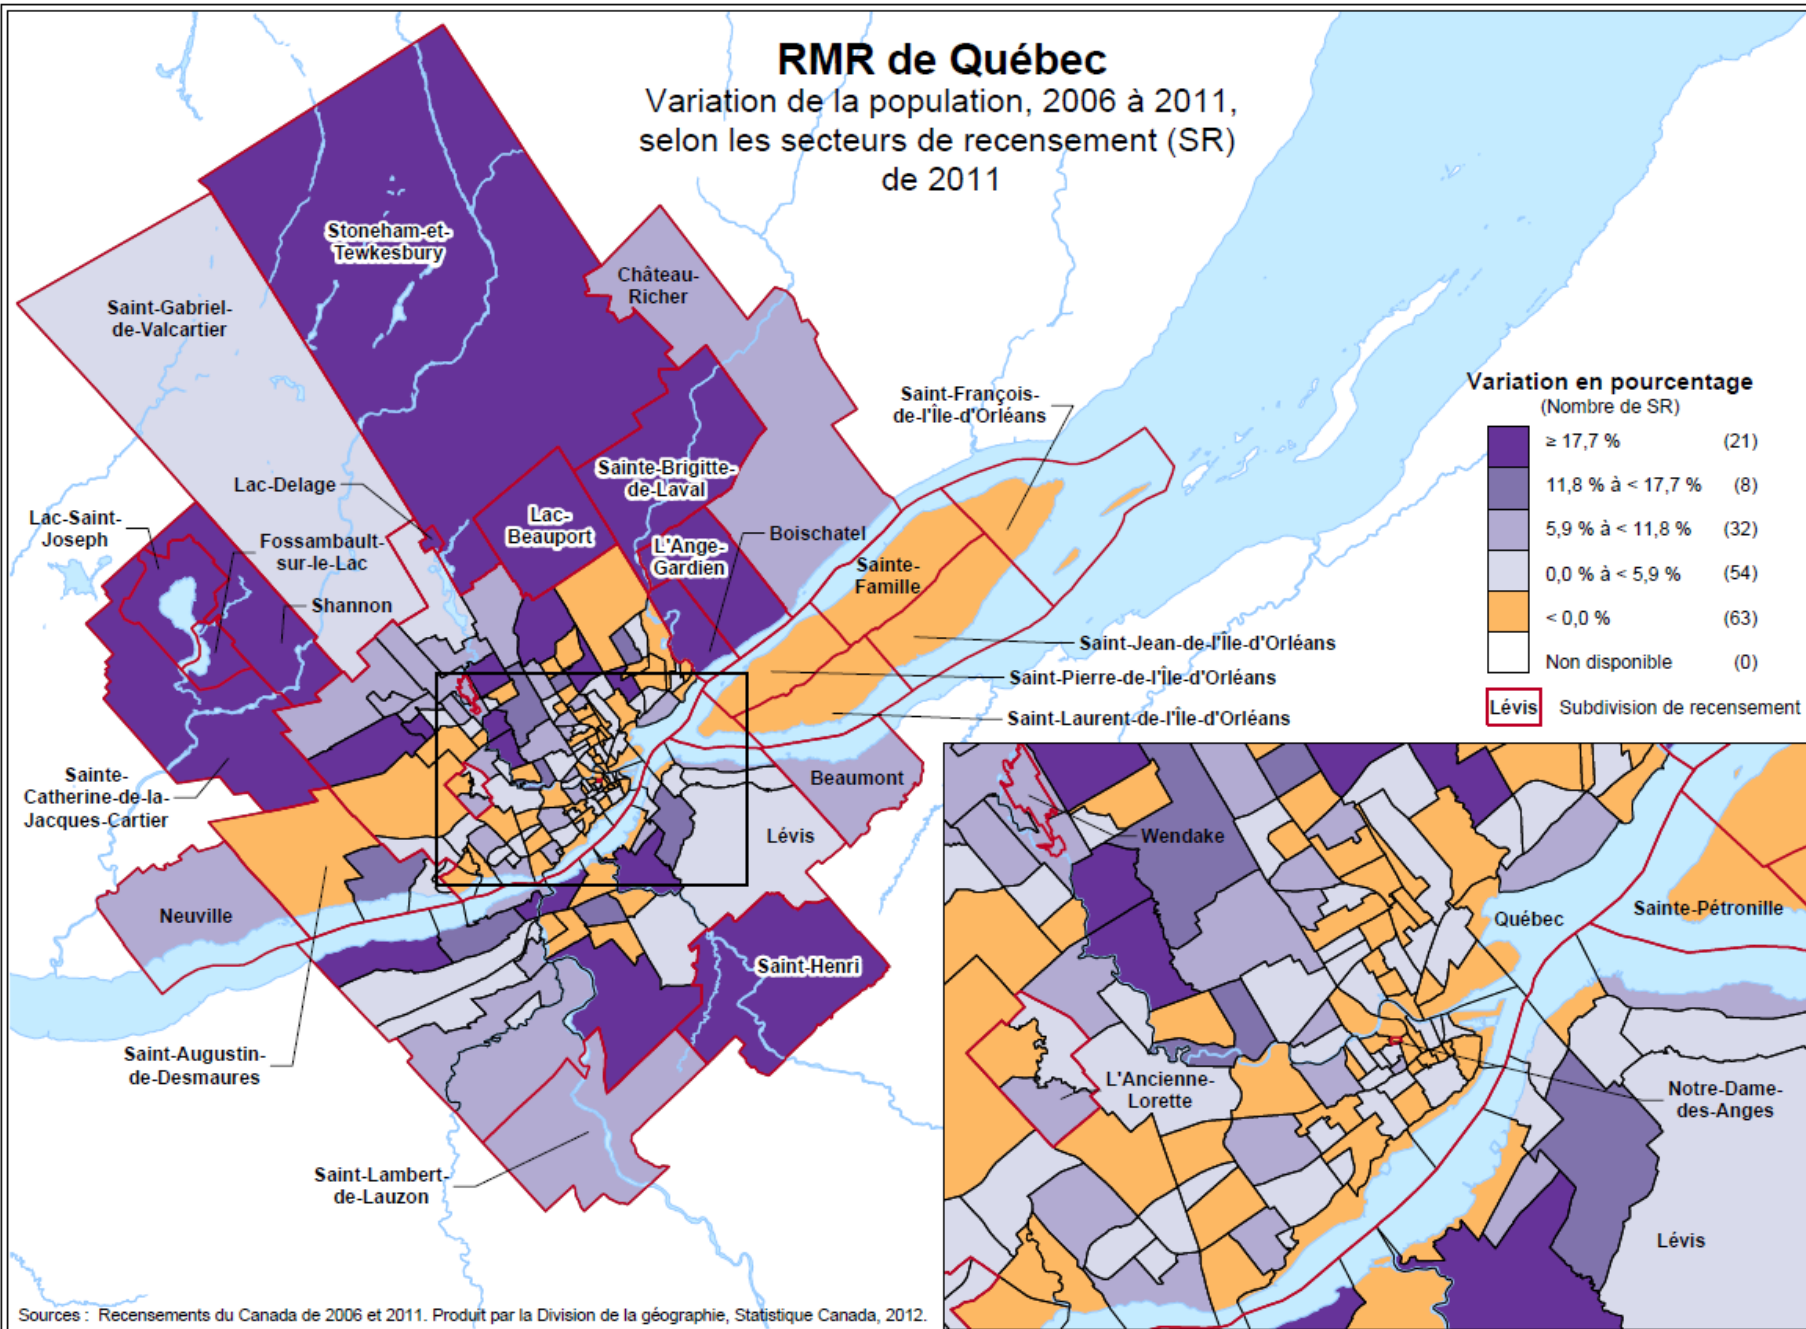 RMR de Québec
Variation de la population, 2006 à 2011,
selon les secteurs de recensement (SR)
de 2011
Stoneham-et-
Tewkesbury
Château-
Richer
Saint-Gabriel-
de-Valcartier
Saint-François-
de-l'Île-d'Orléans
Lac-Delage
Sainte-Brigitte-
de-Laval
Lac-Saint-
Joseph
Fossambault-
sur-le-Lac
Lac-
Beauport
Boischatel
L'Ange-
Gardien
Sainte-
Famille
Shannon
Saint-Jean-de-l'Île-d'Orléans
Saint-Pierre-de-l'Île-d'Orléans
Saint-Laurent-de-l'Île-d'Orléans
Sainte-
Catherine-de-la-
Jacques-Cartier
Beaumont
Lévis
Neuville
Saint-Henri
Saint-Augustin-
de-Desmaures
Saint-Lambert-
de-Lauzon
Variation en pourcentage
(Nombre de SR)
≥ 17,7 % (21)
11,8 % à < 17,7 % (8)
5,9 % à < 11,8 % (32)
0,0 % à < 5,9 % (54)
< 0,0 % (63)
Non disponible (0)
Lévis Subdivision de recensement
Wendake
Québec
Sainte-Pétronille
L'Ancienne-
Lorette
Notre-Dame-
des-Anges
Lévis
Sources : Recensements du Canada de 2006 et 2011. Produit par la Division de la géographie, Statistique Canada, 2012.